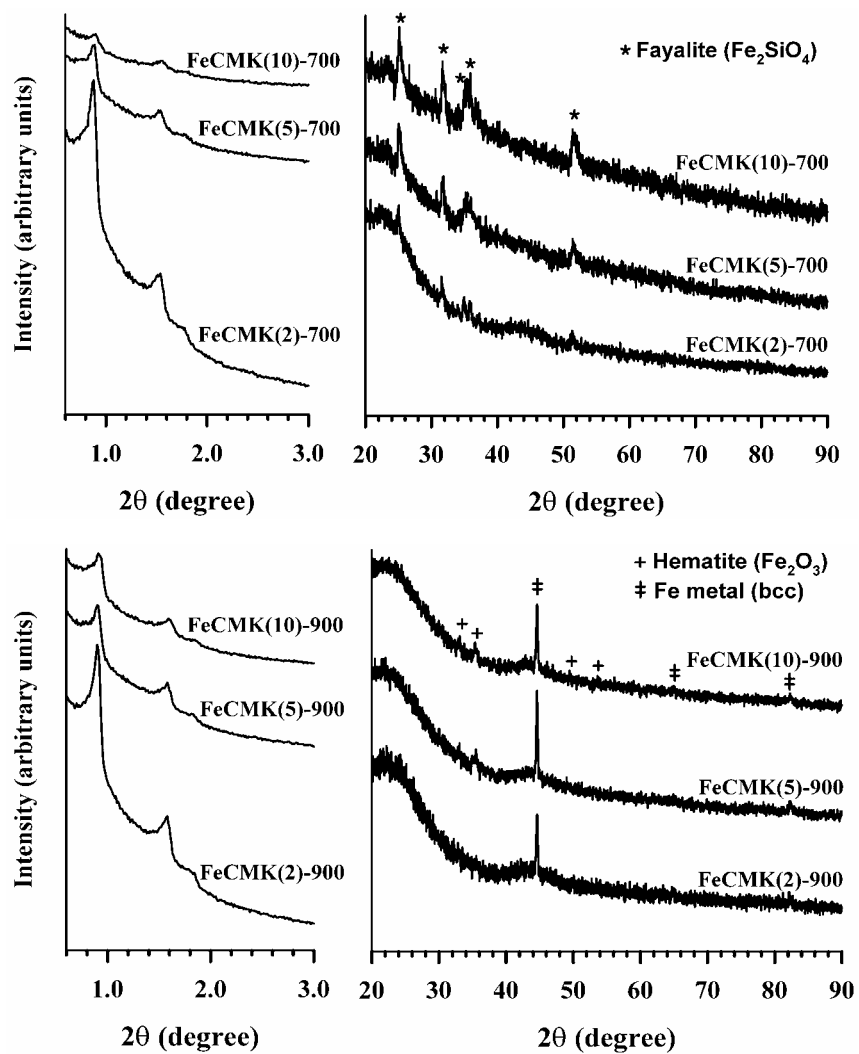 Intensity (arbitrary units)
FeCMK(10)-700
FeCMK(5)-700
FeCMK(2)-700
1.0 2.0 3.0
2θ (degree)
* * * * *
* Fayalite (Fe₂SiO₄)
FeCMK(10)-700
FeCMK(5)-700
FeCMK(2)-700
20 30 40 50 60 70 80 90
2θ (degree)
Intensity (arbitrary units)
FeCMK(10)-900
FeCMK(5)-900
FeCMK(2)-900
1.0 2.0 3.0
2θ (degree)
+ Hematite (Fe₂O₃)
‡ Fe metal (bcc)
+ + ‡ + + ‡ ‡
FeCMK(10)-900
FeCMK(5)-900
FeCMK(2)-900
20 30 40 50 60 70 80 90
2θ (degree)